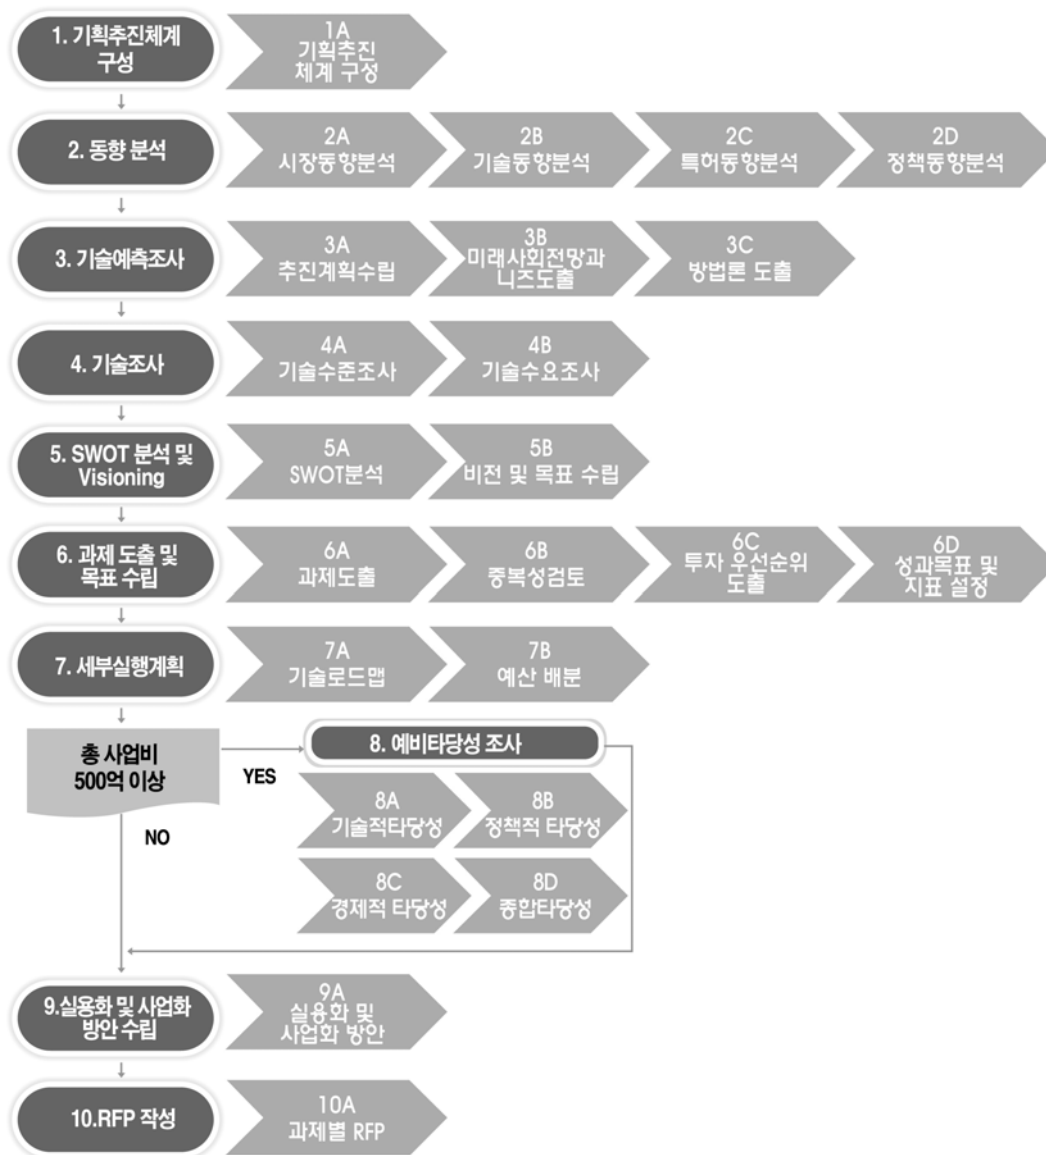 1. 기획추진체계
구성
1A
기획추진
체계 구성
2. 동향 분석
2A
시장동향분석
2B
기술동향분석
2C
특허동향분석
2D
정책동향분석
3. 기술예측조사
3A
추진계획수립
3B
미래사회전망과
니즈도출
3C
방법론 도출
4. 기술조사
4A
기술수준조사
4B
기술수요조사
5. SWOT 분석 및
Visioning
5A
SWOT분석
5B
비전 및 목표 수립
6. 과제 도출 및
목표 수립
6A
과제도출
6B
중복성검토
6C
투자 우선순위
도출
6D
성과목표 및
지표 설정
7. 세부실행계획
7A
기술로드맵
7B
예산 배분
총 사업비
500억 이상
YES
NO
8. 예비타당성 조사
8A
기술적타당성
8B
정책적 타당성
8C
경제적 타당성
8D
종합타당성
9.실용화 및 사업화
방안 수립
9A
실용화 및
사업화 방안
10.RFP 작성
10A
과제별 RFP